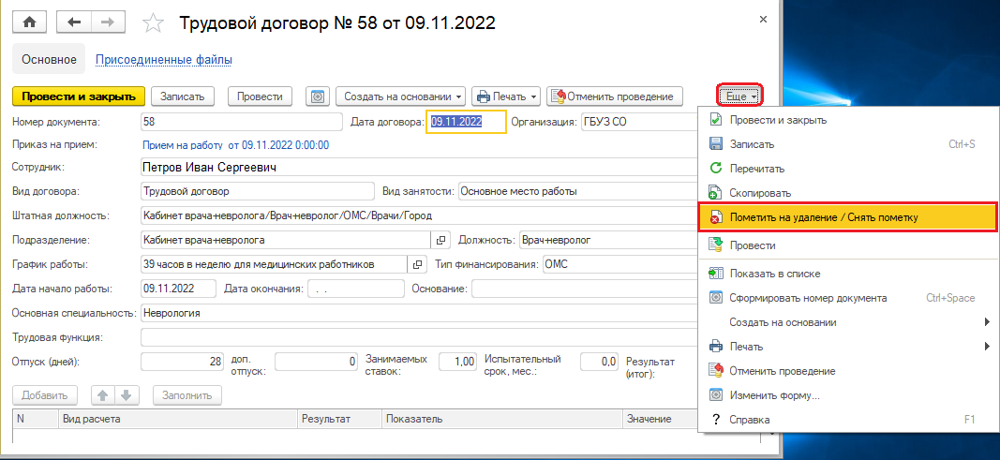 Трудовой договор № 58 от 09.11.2022
Основное Присоединенные файлы
Провести и закрыть Записать Провести Создать на основании Печать Отменить проведение Еще
Номер документа: 58 Дата договора: 09.11.2022 Организация: ГБУЗ СО
Приказ на прием: Прием на работу от 09.11.2022 0:00:00
Сотрудник: Петров Иван Сергеевич
Вид договора: Трудовой договор Вид занятости: Основное место работы
Штатная должность: Кабинет врача-невролога/Врач-невролог/ОМС/Врачи/Город
Подразделение: Кабинет врача-невролога Должность: Врач-невролог
График работы: 39 часов в неделю для медицинских работников Тип финансирования: ОМС
Дата начало работы: 09.11.2022 Дата окончания: . . Основание:
Основная специальность: Неврология
Трудовая функция:
Отпуск (дней): 28 доп. отпуск: 0 Занимаемых ставок: 1,00 Испытательный срок, мес.: 0,0 Результат (итог):
Добавить Заполнить
N Вид расчета Результат Показатель Значение
Провести и закрыть
Записать Ctrl+S
Перечитать
Скопировать
Пометить на удаление / Снять пометку
Провести
Показать в списке
Сформировать номер документа Ctrl+Space
Создать на основании
Печать
Отменить проведение
Изменить форму...
? Справка F1